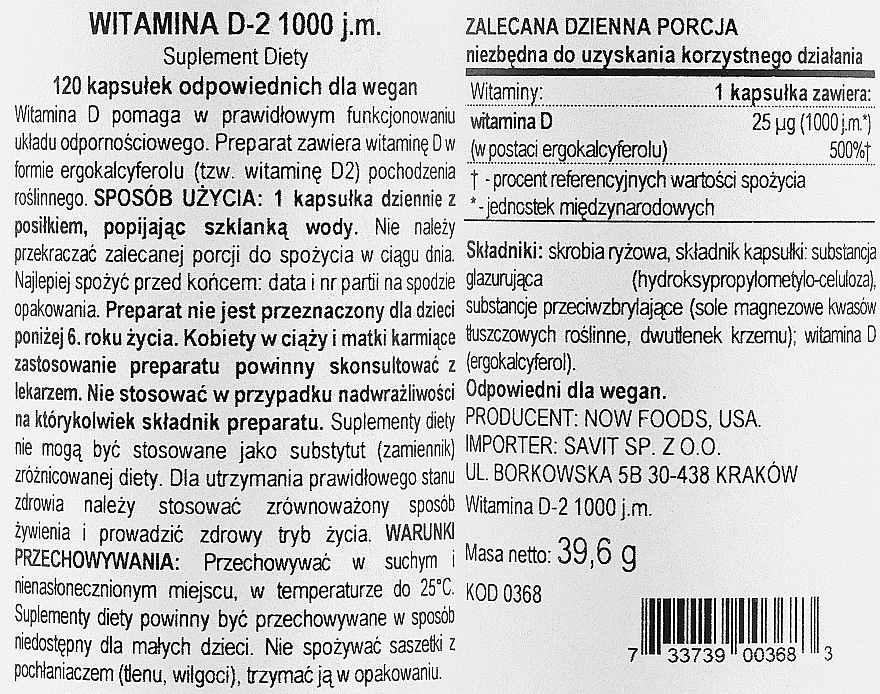 WITAMINA D-2 1000 j.m.
Suplement Diety
120 kapsułek odpowiednich dla wegan
Witamina D pomaga w prawidłowym funkcjonowaniu
układu odpornościowego. Preparat zawiera witaminę D w
formie ergokalcyferolu (tzw. witaminę D2) pochodzenia
roślinnego. SPOSÓB UŻYCIA: 1 kapsułka dziennie z
posiłkiem, popijając szklanką wody. Nie należy
przekraczać zalecanej porcji do spożycia w ciągu dnia.
Najlepiej spożyć przed końcem: data i nr partii na spodzie
opakowania. Preparat nie jest przeznaczony dla dzieci
poniżej 6. roku życia. Kobiety w ciąży i matki karmiące
zastosowanie preparatu powinny skonsultować z
lekarzem. Nie stosować w przypadku nadwrażliwości
na którykolwiek składnik preparatu. Suplementy diety
nie mogą być stosowane jako substytut (zamiennik)
zróżnicowanej diety. Dla utrzymania prawidłowego stanu
zdrowia należy stosować zrównoważony sposób
żywienia i prowadzić zdrowy tryb życia. WARUNKI
PRZECHOWYWANIA: Przechowywać w suchym i
nienasłonecznionym miejscu, w temperaturze do 25°C.
Suplementy diety powinny być przechowywane w sposób
niedostępny dla małych dzieci. Nie spożywać saszetki z
pochłaniaczem (tlenu, wilgoci), trzymać ją w opakowaniu.
ZALECANA DZIENNA PORCJA
niezbędna do uzyskania korzystnego działania
Witaminy: 1 kapsułka zawiera:
witamina D 25 µg (1000 j.m.*)
(w postaci ergokalcyferolu) 500%†
† - procent referencyjnych wartości spożycia
* - jednostek międzynarodowych
Składniki: skrobia ryżowa, składnik kapsułki: substancja
glazurująca (hydroksypropylometylo-celuloza),
substancje przeciwzbrylające (sole magnezowe kwasów
tłuszczowych roślinne, dwutlenek krzemu); witamina D
(ergokalcyferol).
Odpowiedni dla wegan.
PRODUCENT: NOW FOODS, USA.
IMPORTER: SAVIT SP. Z O.O.
UL. BORKOWSKA 5B 30-438 KRAKÓW
Witamina D-2 1000 j.m.
Masa netto: 39,6 g
KOD 0368
7 33739 00368 3